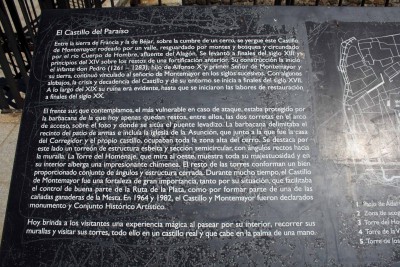 El Castillo del Paraíso
Entre la sierra de Francia y la de Béjar, sobre la cumbre de un cerro, se yergue este Castillo
de Montemayor rodeado por un valle, resguardado por montes y bosques y circundado
por el río Cuerpo de Hombre, afluente del Alagón. Se levantó a finales del siglo XIII y
principios del XIV sobre los restos de una fortificación anterior. Su construcción la inició
el infante don Pedro (1261 – 1283), hijo de Alfonso X y primer Señor de Montemayor y
su tierra, continuó vinculado al señorío de Montemayor en los siglos sucesivos. Corregimos
aldeanía, la crisis y decadencia del Castillo y de su entorno se inicia a finales del siglo XVII.
A lo largo del XIX su ruina era evidente, hasta que se iniciaran las labores de restauración
a finales del siglo XX.
El frente sur, que contemplamos, el más vulnerable en caso de ataque, estaba protegido por
la barbacana de la que hoy apenas quedan restos, entre ellos, las dos torretas en el arco
de acceso, sobre el foso y donde se sitúa el puente levadizo. La barbacana delimitaba el
recinto del patio de armas e incluía la iglesia de la Asunción, que junto a la que fue la casa
del Corregidor y el propio castillo, ocupaban toda la zona alta del cerro. Se destaca por
este lado un torreón de estructura esbelta y sección semicircular, con ángulos rectos hacia
la muralla: La Torre del Homenaje, que mira al oeste, muestra toda su majestuosidad y en
su interior alberga una impresionante chimenea. El resto de las torres conforman un bien
proporcionado conjunto de ángulos y estructura cerrada. Durante mucho tiempo, el Castillo
de Montemayor fue una fortaleza de gran importancia, tanto por su situación, que facilitaba
el control de buena parte de la Ruta de la Plata, como por formar parte de una de las
cañadas ganaderas de la Mesta. En 1964 y 1982, el Castillo y Montemayor fueron declarados
monumento y Conjunto Histórico Artístico.
Hoy brinda a los visitantes una experiencia mágica al pasear por su interior, recorrer sus
murallas y visitar sus torres, todo ello en un castillo real y que cabe en la palma de una mano.
1 Patio de
2 Zona de
3 Torre del
4 Torre de la
5 Torre de los